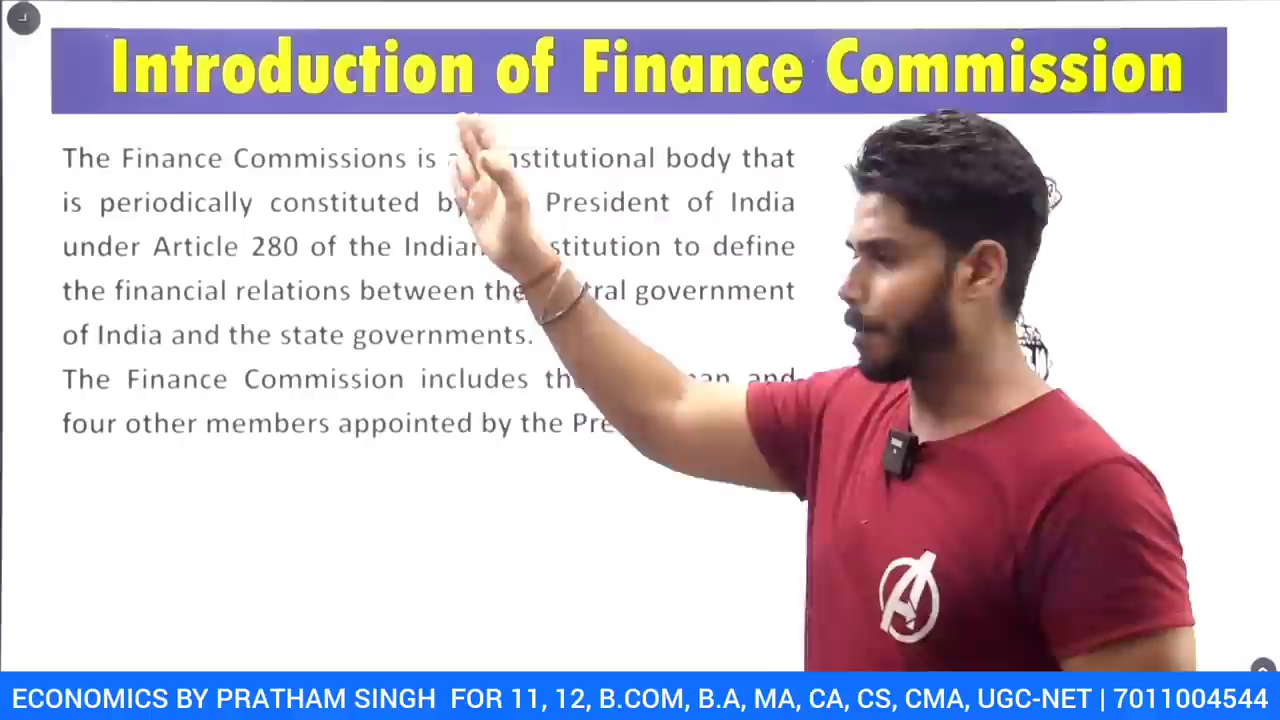 Introduction of Finance Commission
The Finance Commissions is a nstitutional body that
is periodically constituted by President of India
under Article 280 of the Indian stitution to define
the financial relations between the tral government
of India and the state governments.
The Finance Commission includes th an and
four other members appointed by the Pre
ECONOMICS BY PRATHAM SINGH FOR 11, 12, B.COM, B.A, MA, CA, CS, CMA, UGC-NET | 7011004544